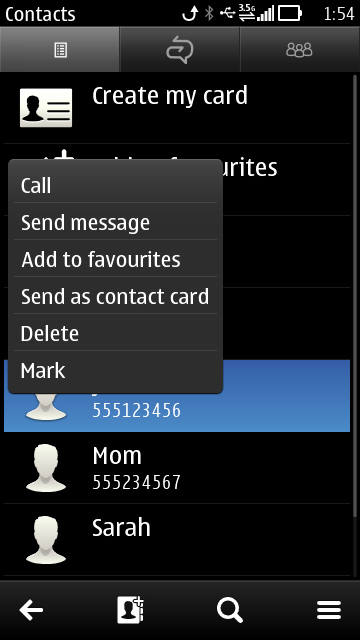 Contacts
3.5G
1:54
Create my card
Call
Send message
Add to favourites
Send as contact card
Delete
Mark
555123456
Mom
555234567
Sarah